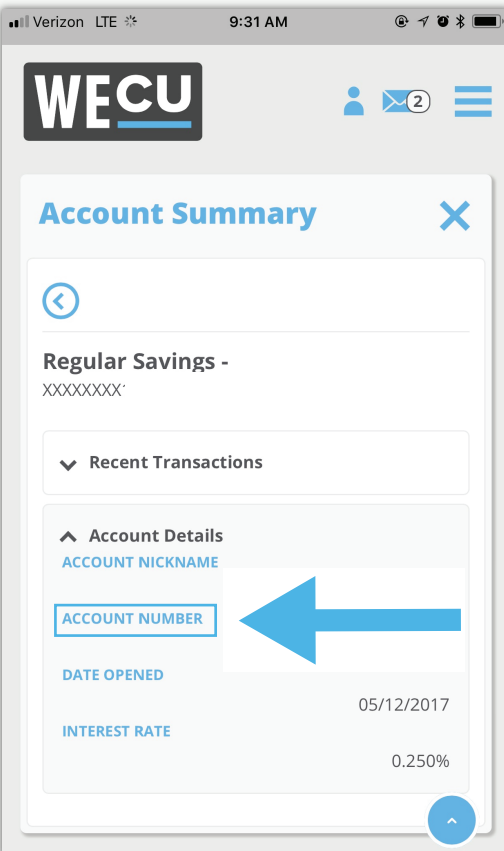 Verizon LTE 9:31 AM
WECU
2
Account Summary
Regular Savings -
XXXXXXXX
Recent Transactions
Account Details
ACCOUNT NICKNAME
ACCOUNT NUMBER
DATE OPENED
05/12/2017
INTEREST RATE
0.250%